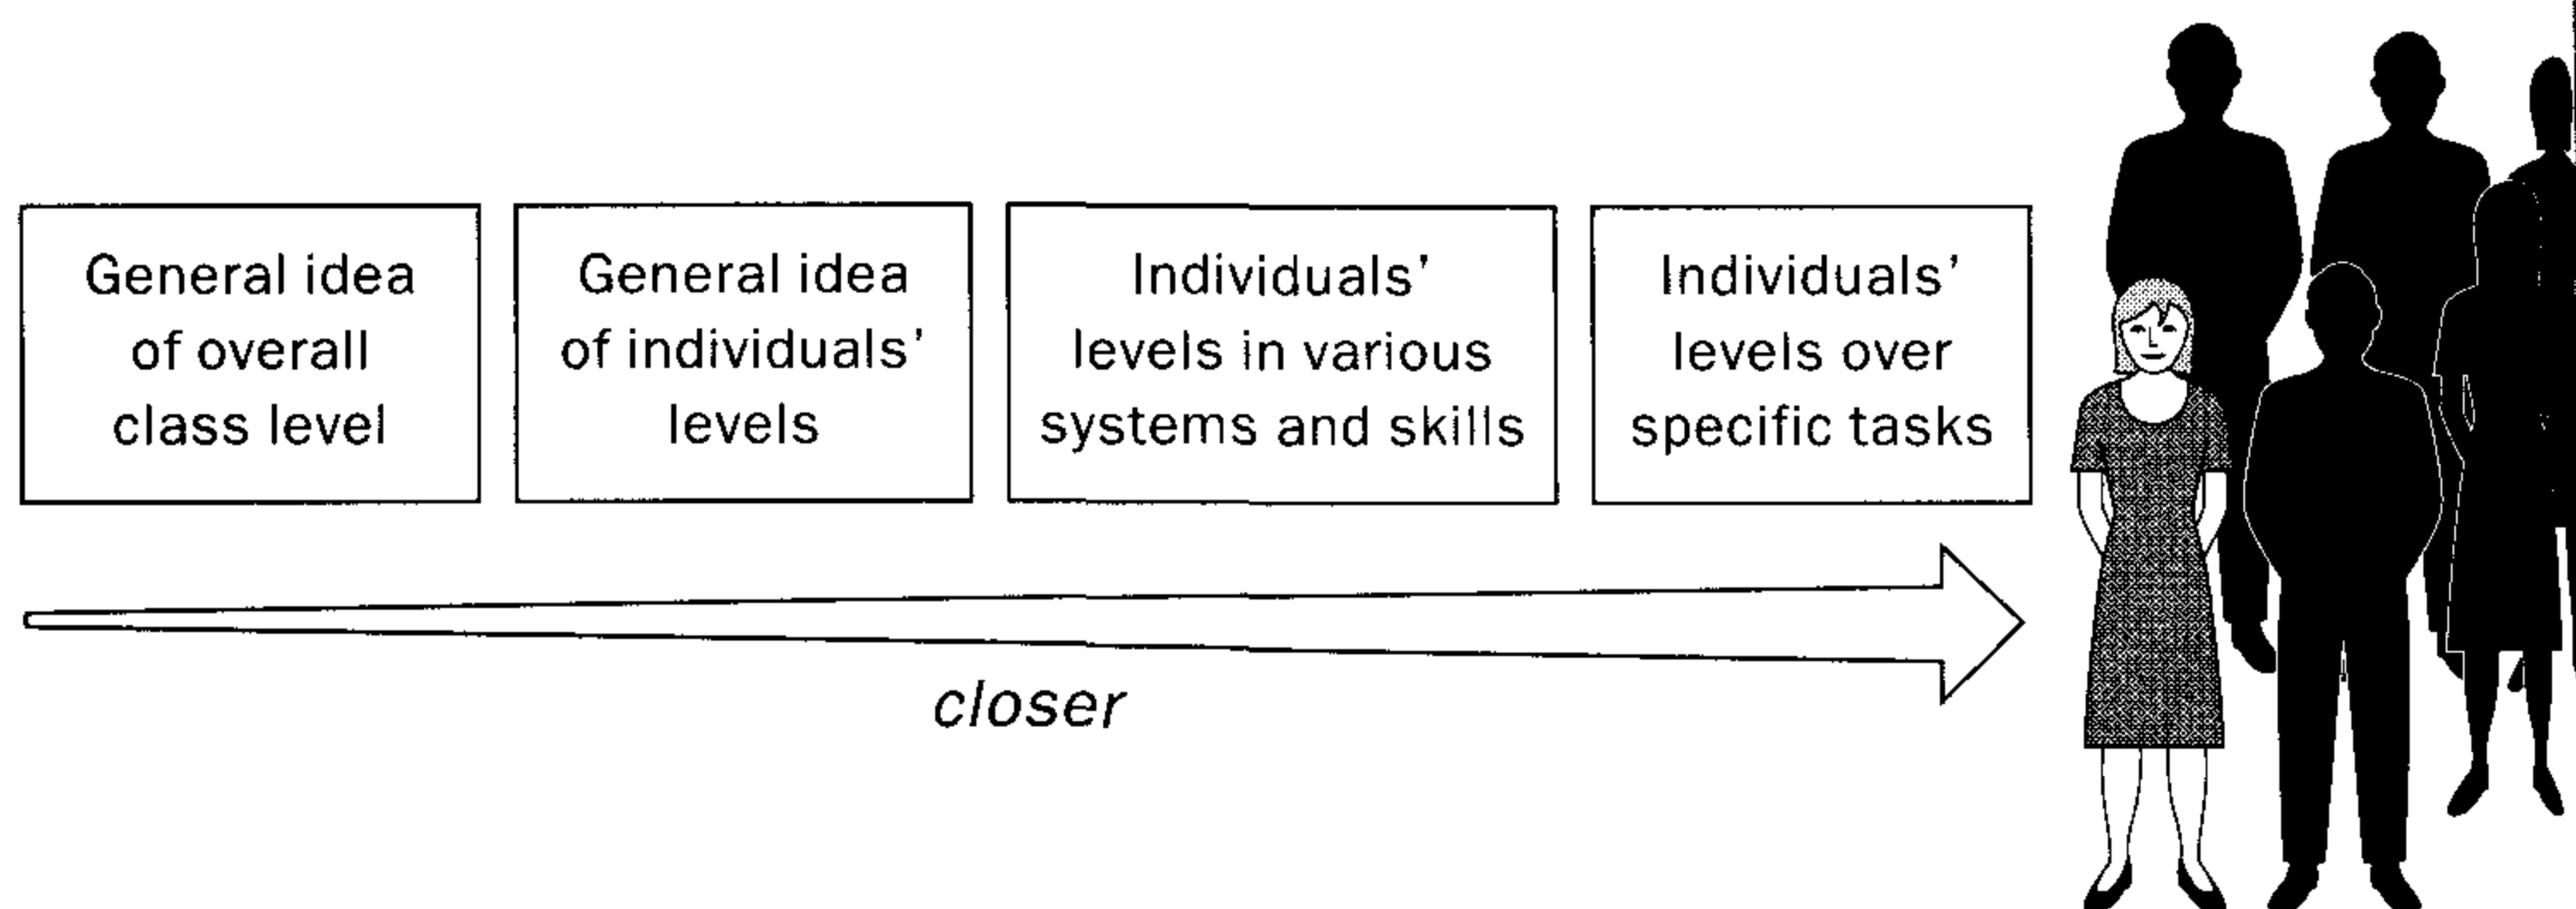 General idea
of overall
class level
General idea
of individuals'
levels
Individuals'
levels in various
systems and skills
Individuals'
levels over
specific tasks
closer